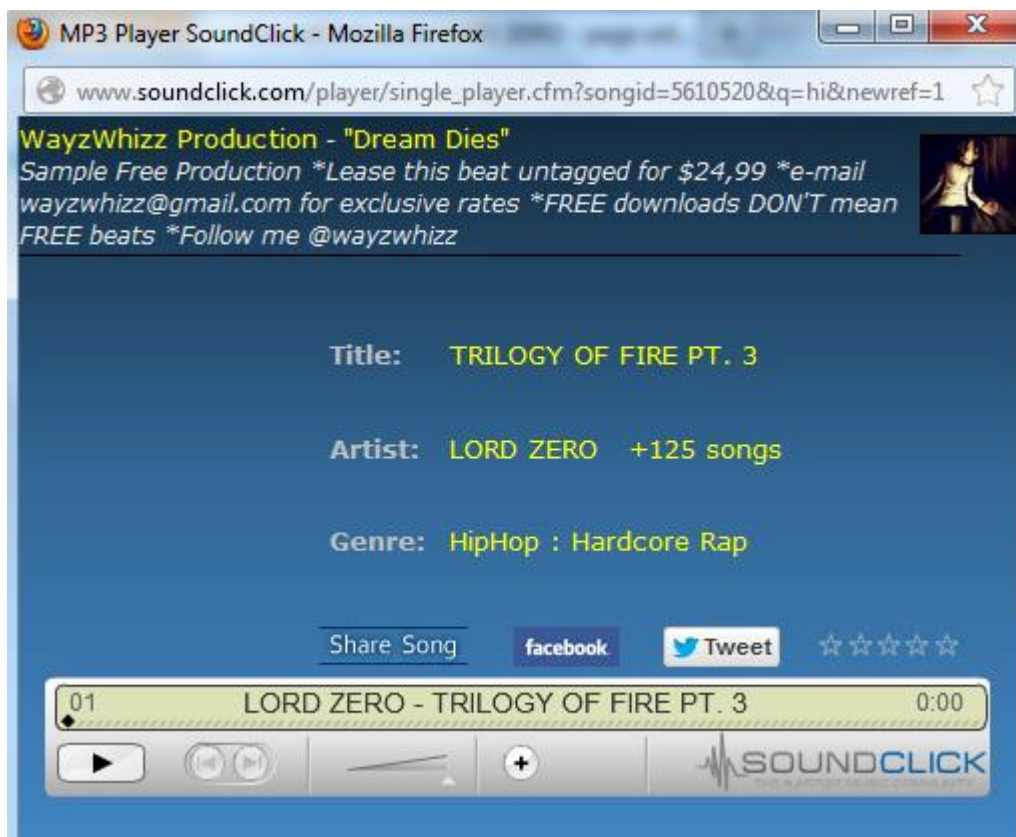 MP3 Player SoundClick - Mozilla Firefox
www.soundclick.com/player/single_player.cfm?songid=5610520&q=hi&newref=1
WayzWhizz Production - "Dream Dies"
Sample Free Production *Lease this beat untagged for $24,99 *e-mail
wayzwhizz@gmail.com for exclusive rates *FREE downloads DON'T mean
FREE beats *Follow me @wayzwhizz
Title: TRILOGY OF FIRE PT. 3
Artist: LORD ZERO +125 songs
Genre: HipHop : Hardcore Rap
Share Song facebook Tweet
01 LORD ZERO - TRILOGY OF FIRE PT. 3 0:00
SOUNDCLICK